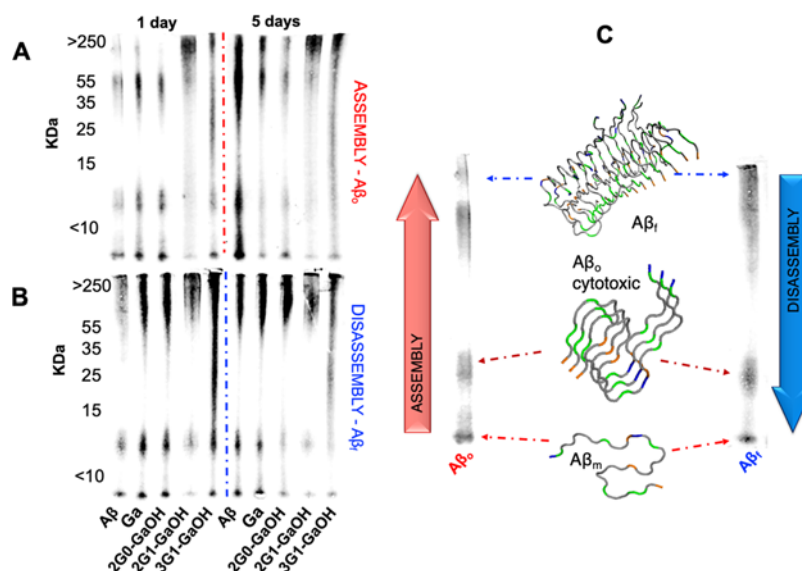 1 day 5 days
A
>250
55
35
25
15
<10
KDa
ASSEMBLY - Aβo
B
>250
55
35
25
15
<10
KDa
DISASSEMBLY - Aβf
Aβ
Ga
2G0-GaOH
2G1-GaOH
3G1-GaOH
Aβ
Ga
2G0-GaOH
2G1-GaOH
3G1-GaOH
C
Aβf
Aβo
cytotoxic
Aβm
ASSEMBLY
DISASSEMBLY
Aβo
Aβf